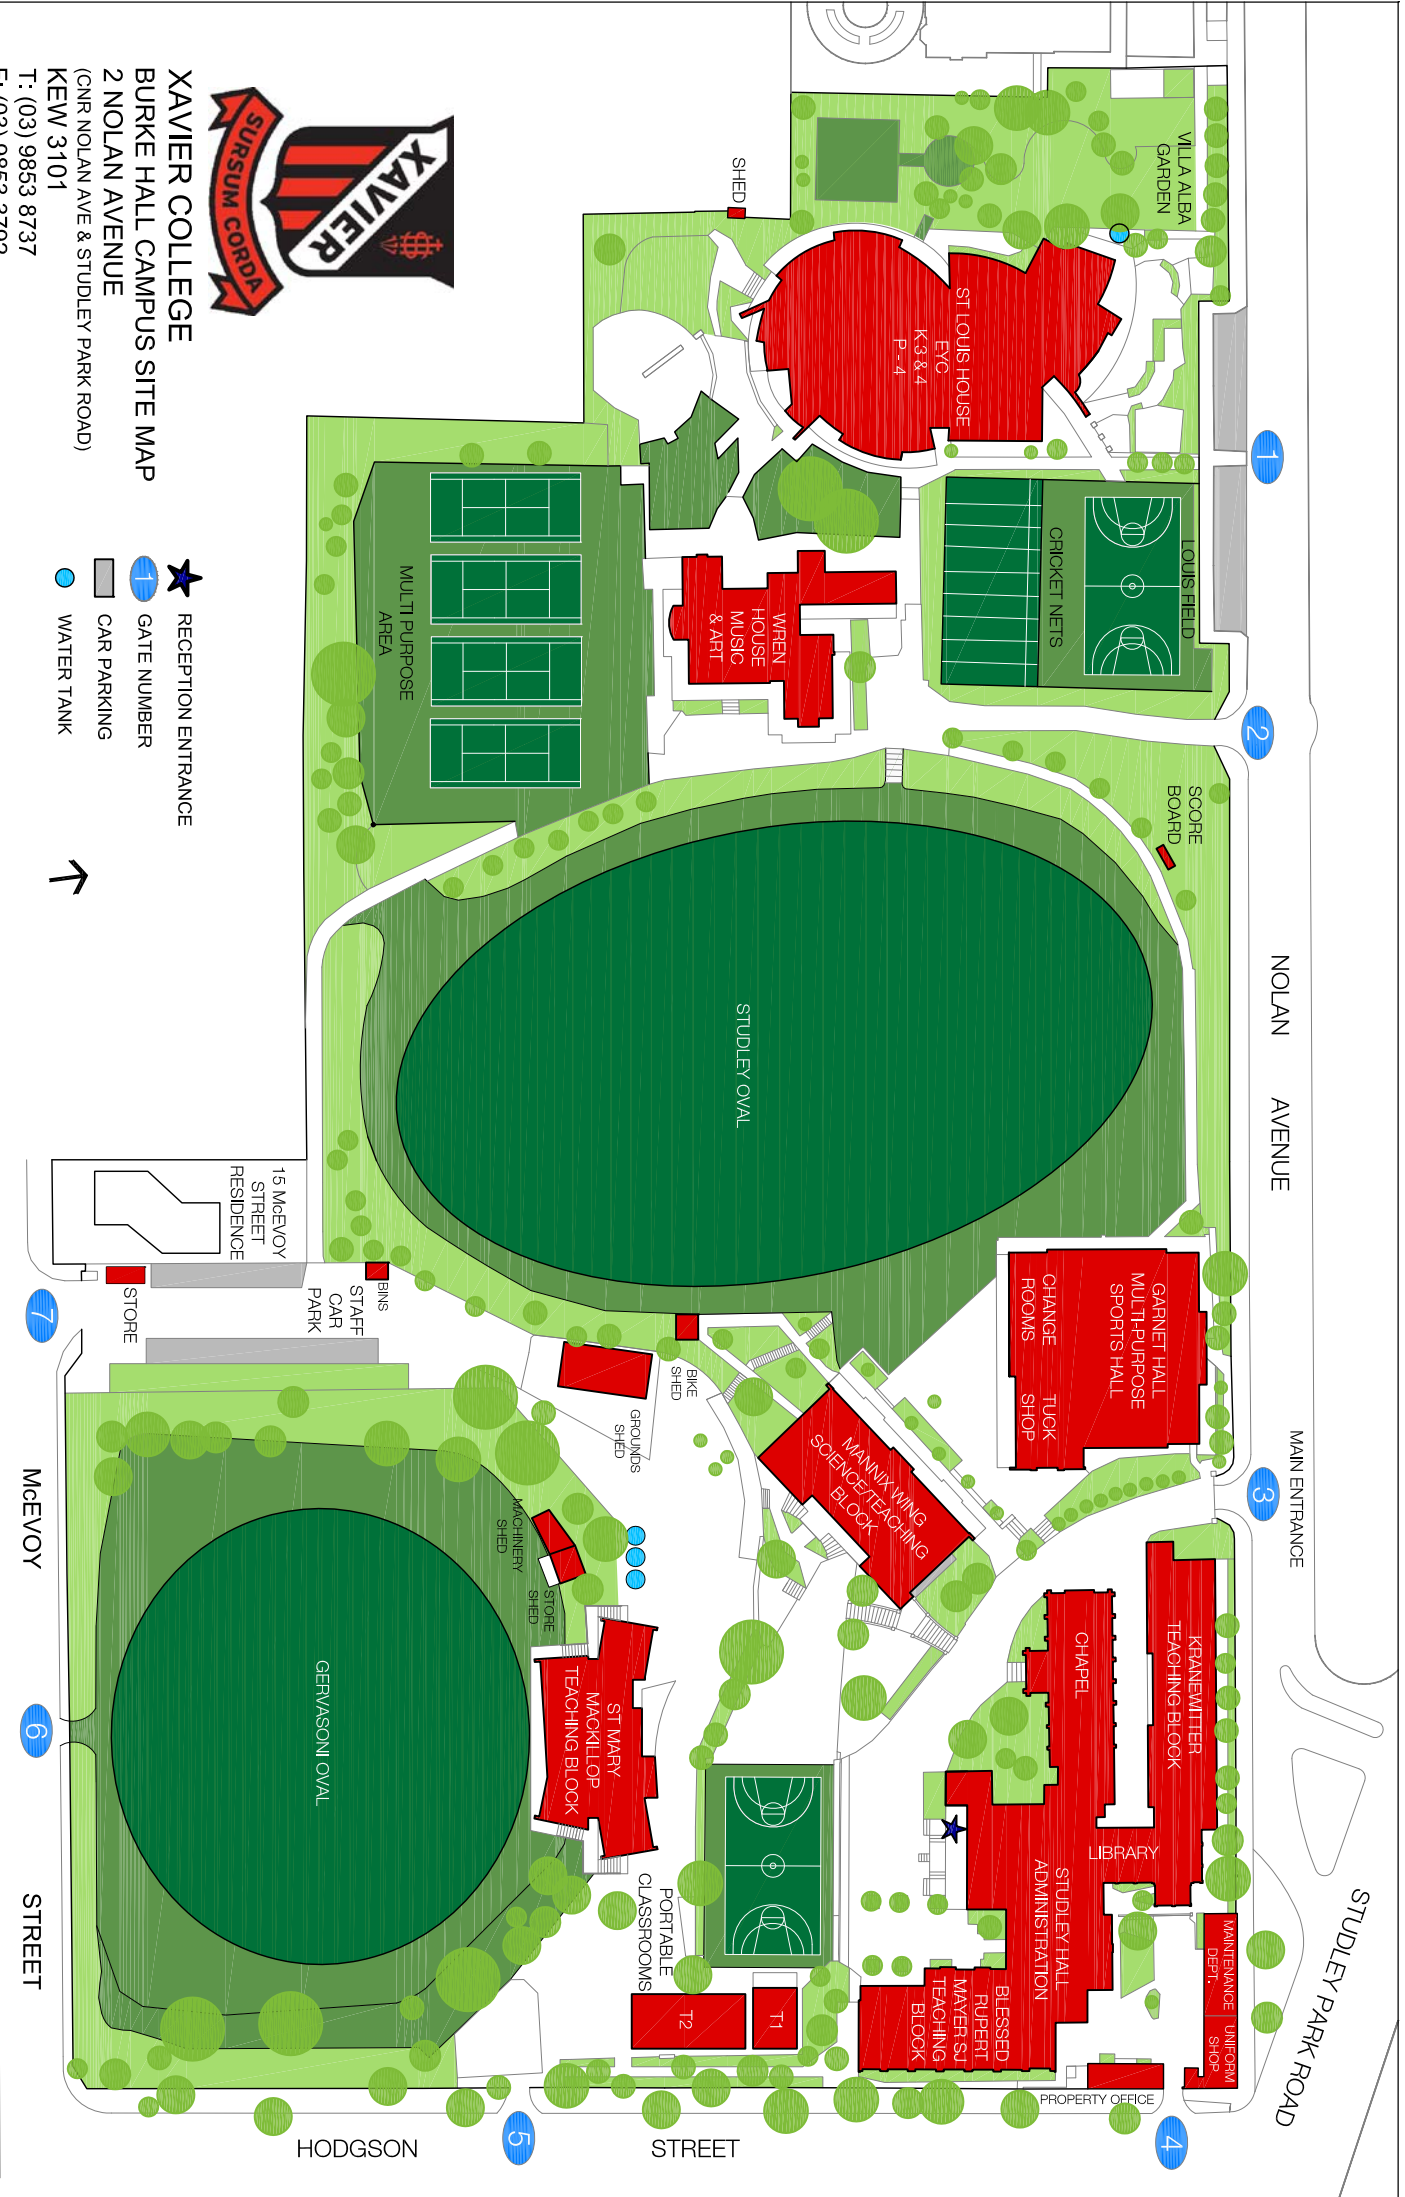 XAVIER
SURSUM CORDA
XAVIER COLLEGE
BURKE HALL CAMPUS SITE MAP
2 NOLAN AVENUE
(CNR NOLAN AVE & STUDLEY PARK ROAD)
KEW 3101
T: (03) 9853 8737
RECEPTION ENTRANCE
1 GATE NUMBER
CAR PARKING
WATER TANK
NOLAN AVENUE
MAIN ENTRANCE
STUDLEY PARK ROAD
1
2
3
4
5
6
7
VILLA ALBA
GARDEN
SHED
ST LOUIS HOUSE
EYC
K3 & 4
P - 4
LOUIS FIELD
CRICKET NETS
WREN
HOUSE
MUSIC
& ART
MULTI PURPOSE
AREA
SCORE
BOARD
STUDLEY OVAL
GARNET HALL
MULTI-PURPOSE
SPORTS HALL
CHANGE
ROOMS
TUCK
SHOP
KRANEWITTER
TEACHING BLOCK
CHAPEL
LIBRARY
STUDLEY HALL
ADMINISTRATION
MAINTENANCE
DEPT.
UNIFORM
SHOP
BLESSED
RUPERT
MAYER SJ
TEACHING
BLOCK
PROPERTY OFFICE
MANNIX WING
SCIENCE/TEACHING
BLOCK
BIKE
SHED
GROUNDS
SHED
BINS
STAFF
CAR
PARK
STORE
15 McEVOY
STREET
RESIDENCE
MACHINERY
SHED
STORE
SHED
ST MARY
MACKILLOP
TEACHING BLOCK
PORTABLE
CLASSROOMS
T1
T2
GERVASONI OVAL
McEVOY STREET
HODGSON STREET